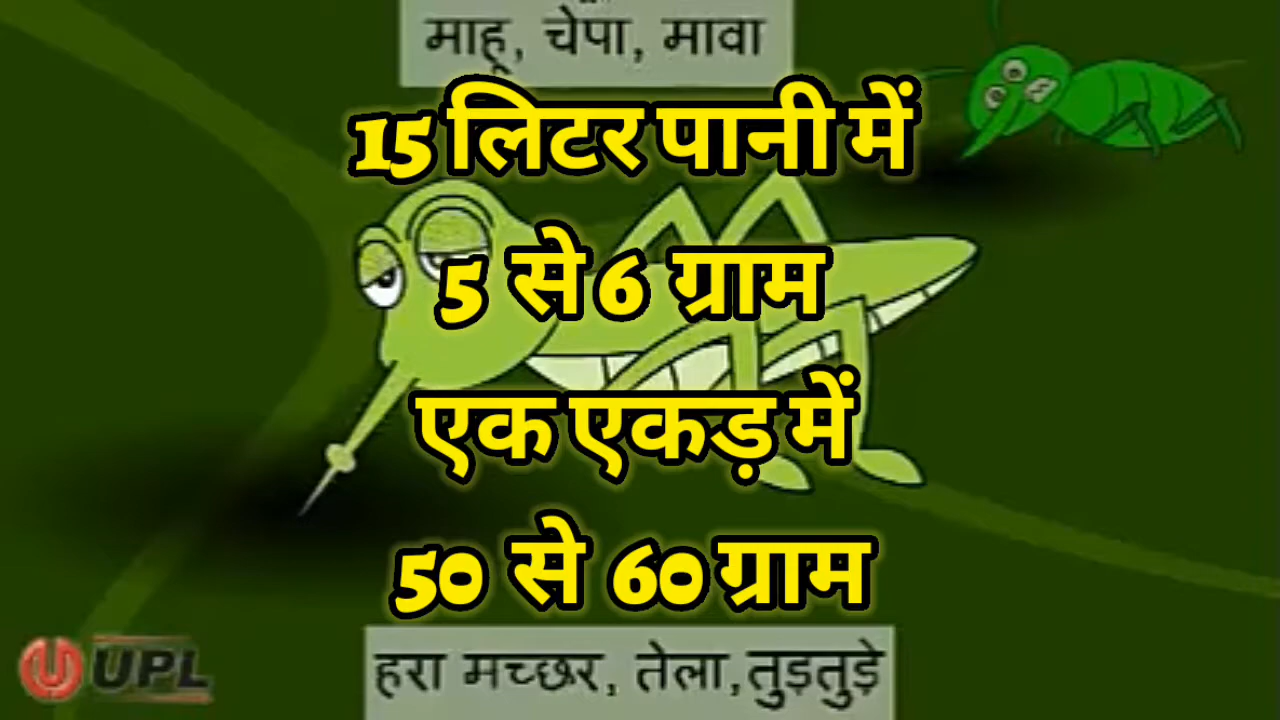 माहू, चेपा, मावा
15 लिटर पानी में
5 से 6 ग्राम
एक एकड़ में
50 से 60 ग्राम
हरा मच्छर, तेला,तुड़तुड़े
UPL